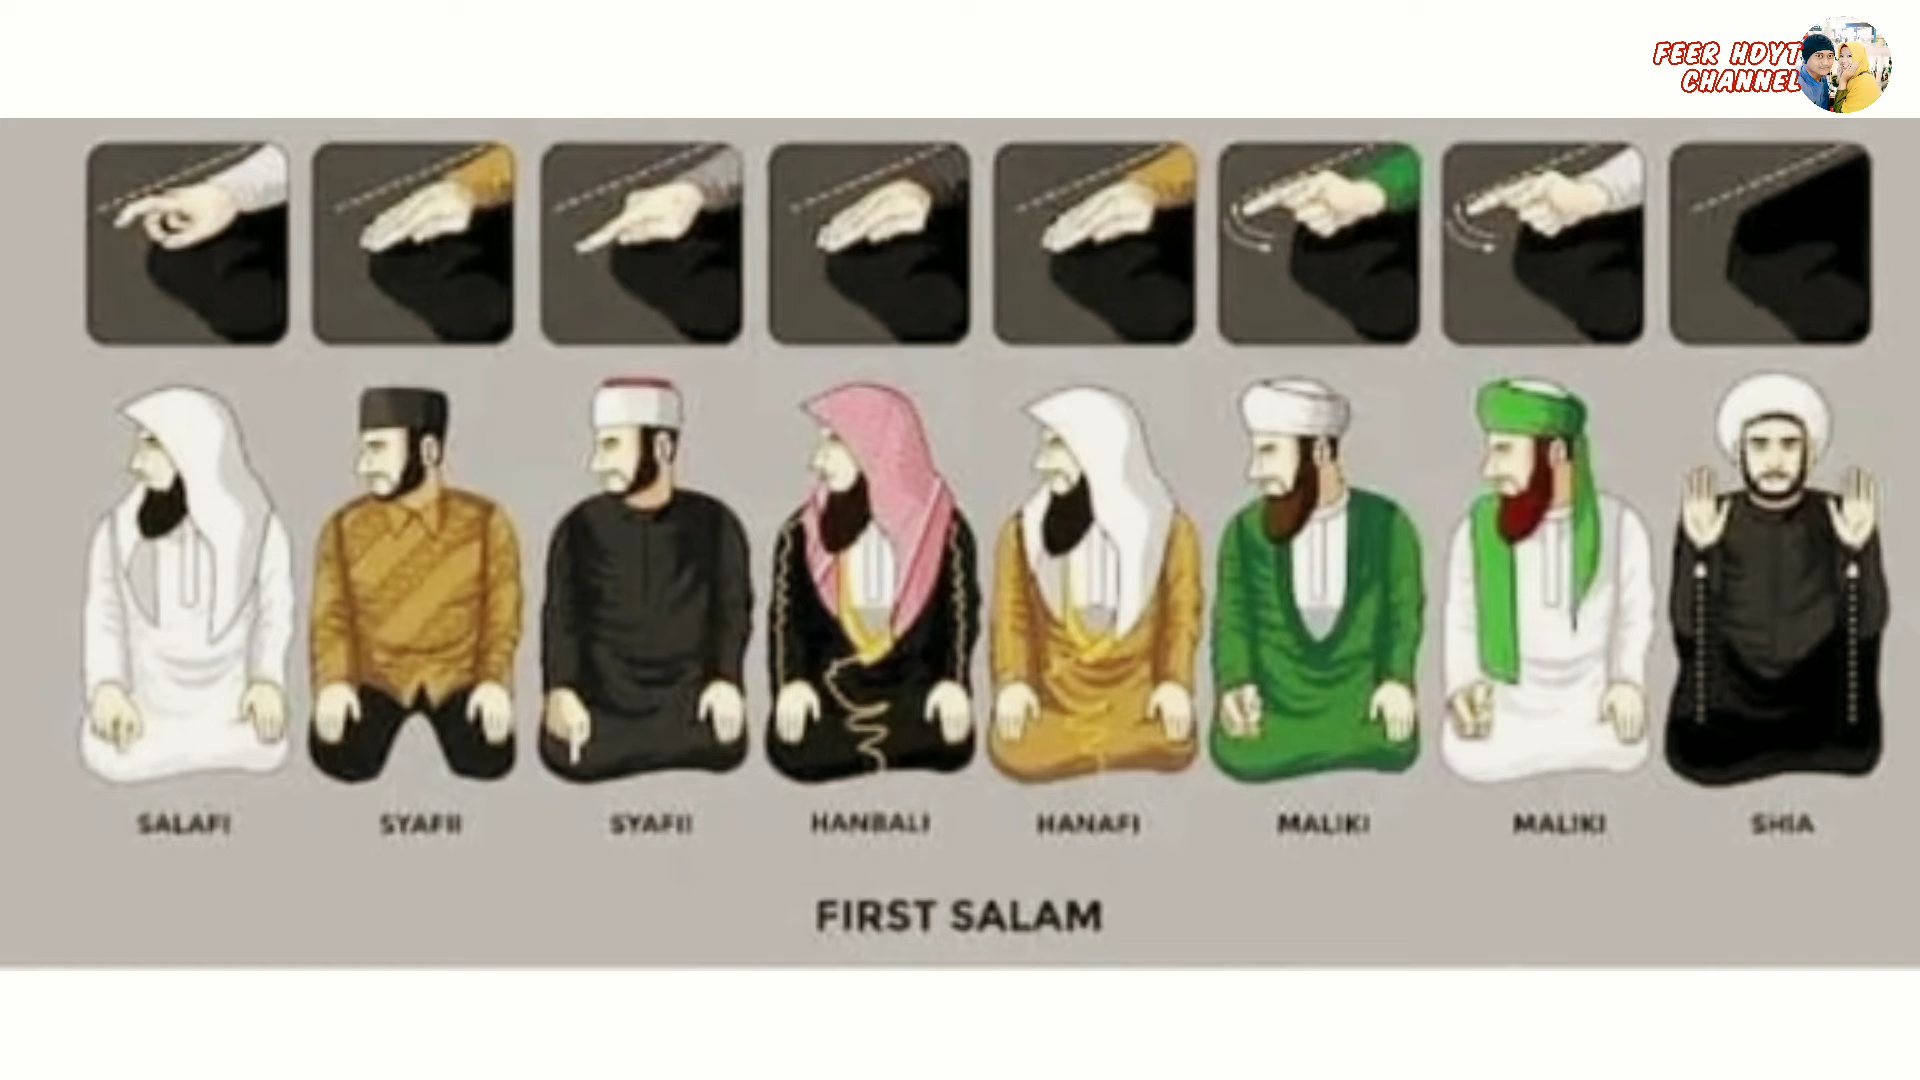 FEER HDYT
CHANNEL
SALAFI
SYAFII
SYAFII
HANBALI
HANAFI
MALIKI
MALIKI
SHIA
FIRST SALAM